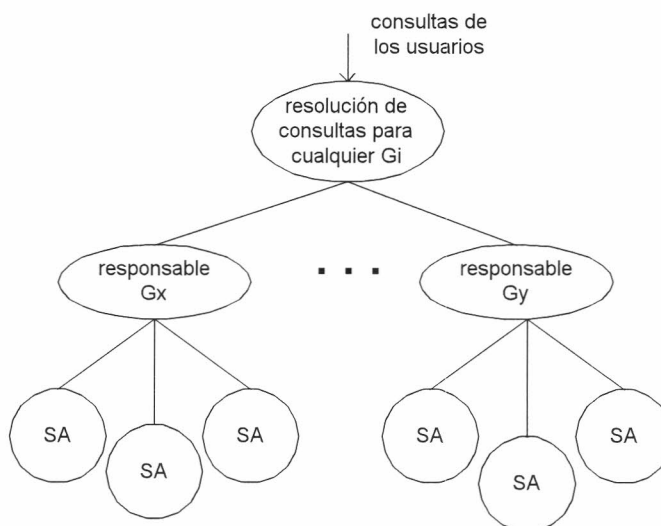 consultas de
los usuarios
resolución de
consultas para
cualquier Gi
responsable
Gx
. . .
responsable
Gy
SA
SA
SA
SA
SA
SA